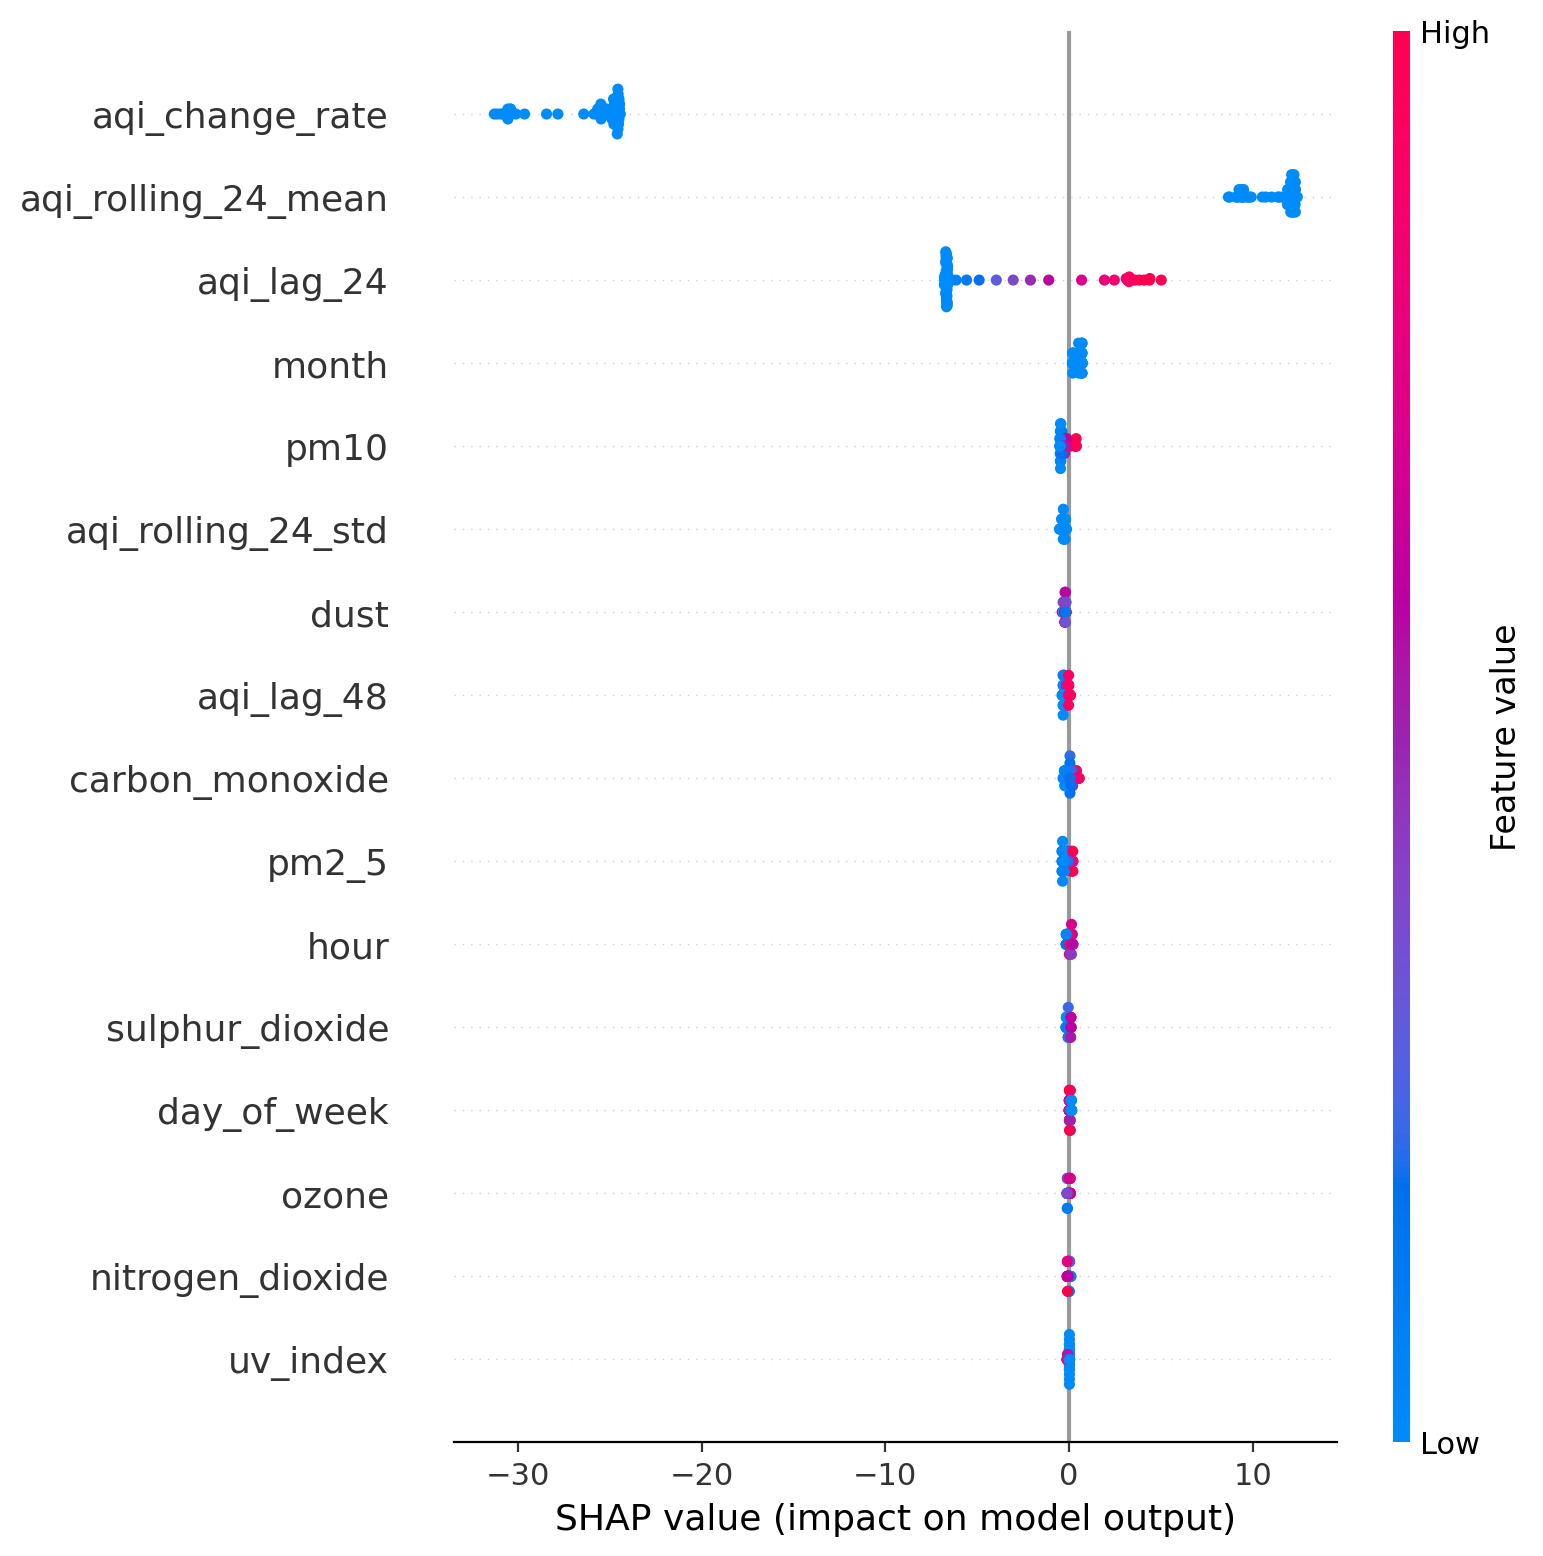 High
aqi_change_rate
aqi_rolling_24_mean
aqi_lag_24
month
pm10
aqi_rolling_24_std
dust
aqi_lag_48
carbon_monoxide
pm2_5
hour
sulphur_dioxide
day_of_week
ozone
nitrogen_dioxide
uv_index
Feature value
Low
−30 −20 −10 0 10
SHAP value (impact on model output)